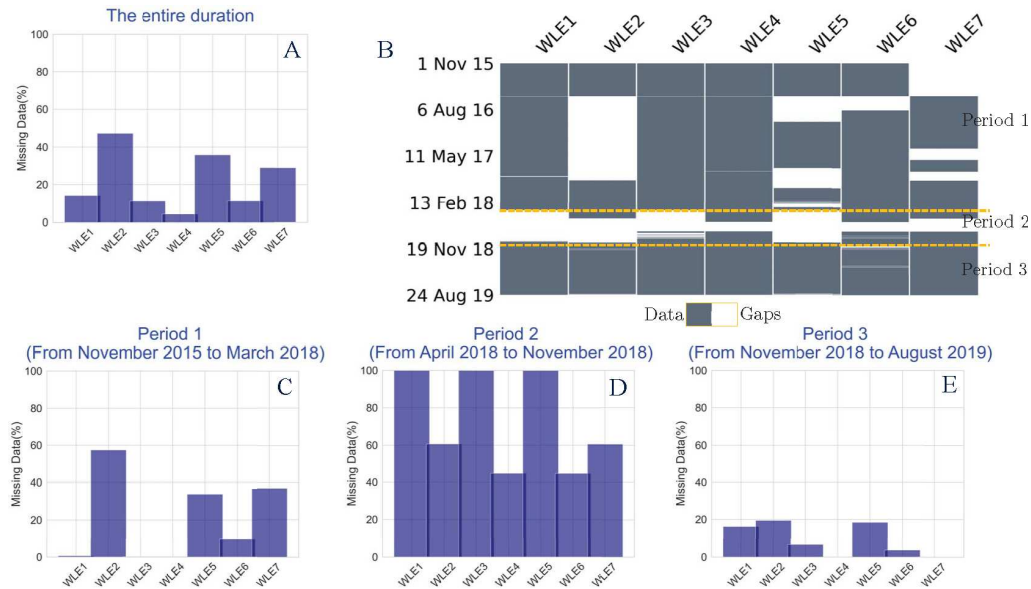 The entire duration
A
Missing Data(%)
100
80
60
40
20
0
WLE1 WLE2 WLE3 WLE4 WLE5 WLE6 WLE7
B
WLE1 WLE2 WLE3 WLE4 WLE5 WLE6 WLE7
1 Nov 15
6 Aug 16
11 May 17
13 Feb 18
19 Nov 18
24 Aug 19
Period 1
Period 2
Period 3
Data Gaps
Period 1
(From November 2015 to March 2018)
C
Missing Data(%)
100
80
60
40
20
0
WLE1 WLE2 WLE3 WLE4 WLE5 WLE6 WLE7
Period 2
(From April 2018 to November 2018)
D
Missing Data(%)
100
80
60
40
20
0
WLE1 WLE2 WLE3 WLE4 WLE5 WLE6 WLE7
Period 3
(From November 2018 to August 2019)
E
Missing Data(%)
100
80
60
40
20
0
WLE1 WLE2 WLE3 WLE4 WLE5 WLE6 WLE7